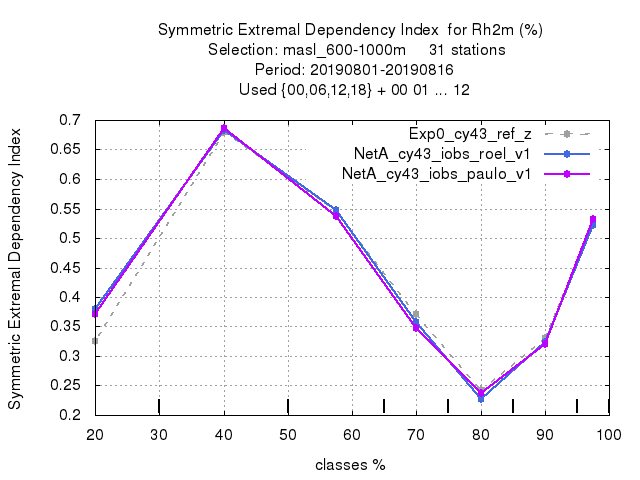 Symmetric Extremal Dependency Index  for Rh2m (%)
Selection: masl_600-1000m     31 stations
Period: 20190801-20190816
Used {00,06,12,18} + 00 01 ... 12
Symmetric Extremal Dependency Index
0.7
0.65
0.6
0.55
0.5
0.45
0.4
0.35
0.3
0.25
0.2
Exp0_cy43_ref_z
NetA_cy43_iobs_roel_v1
NetA_cy43_iobs_paulo_v1
20 30 40 50 60 70 80 90 100
classes %